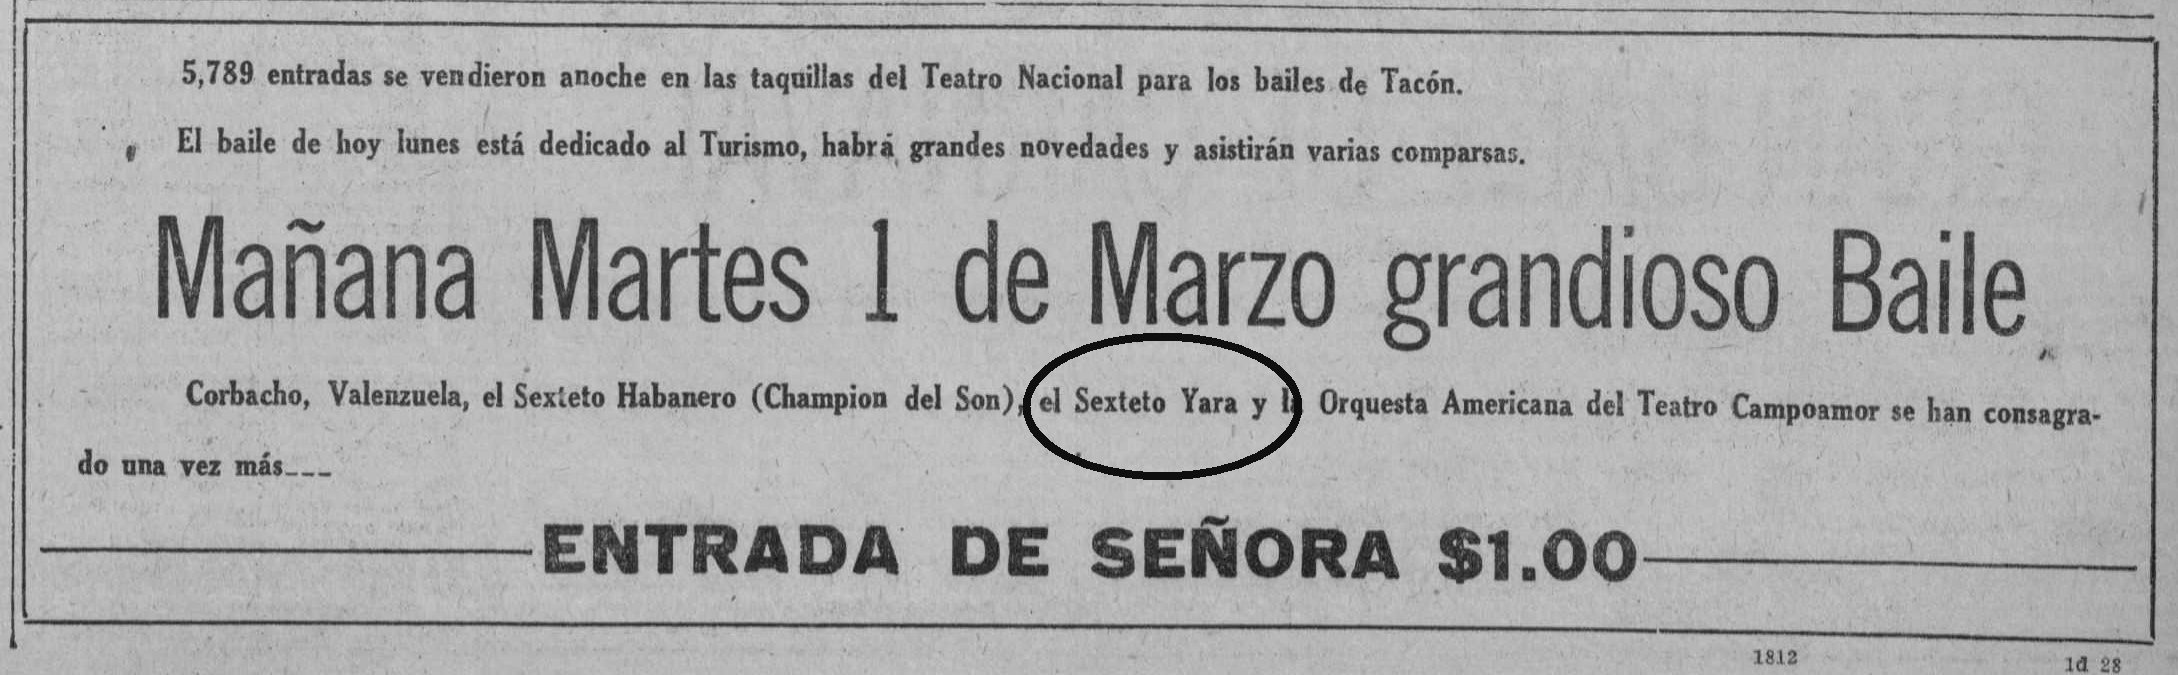 5,789 entradas se vendieron anoche en las taquillas del Teatro Nacional para los bailes de Tacón.
El baile de hoy lunes está dedicado al Turismo, habrá grandes novedades y asistirán varias comparsas.
Mañana Martes 1 de Marzo grandioso Baile
Corbacho, Valenzuela, el Sexteto Habanero (Champion del Son), el Sexteto Yara y la Orquesta Americana del Teatro Campoamor se han consagra-
do una vez más---
ENTRADA DE SEÑORA $1.00
1812 1d 28